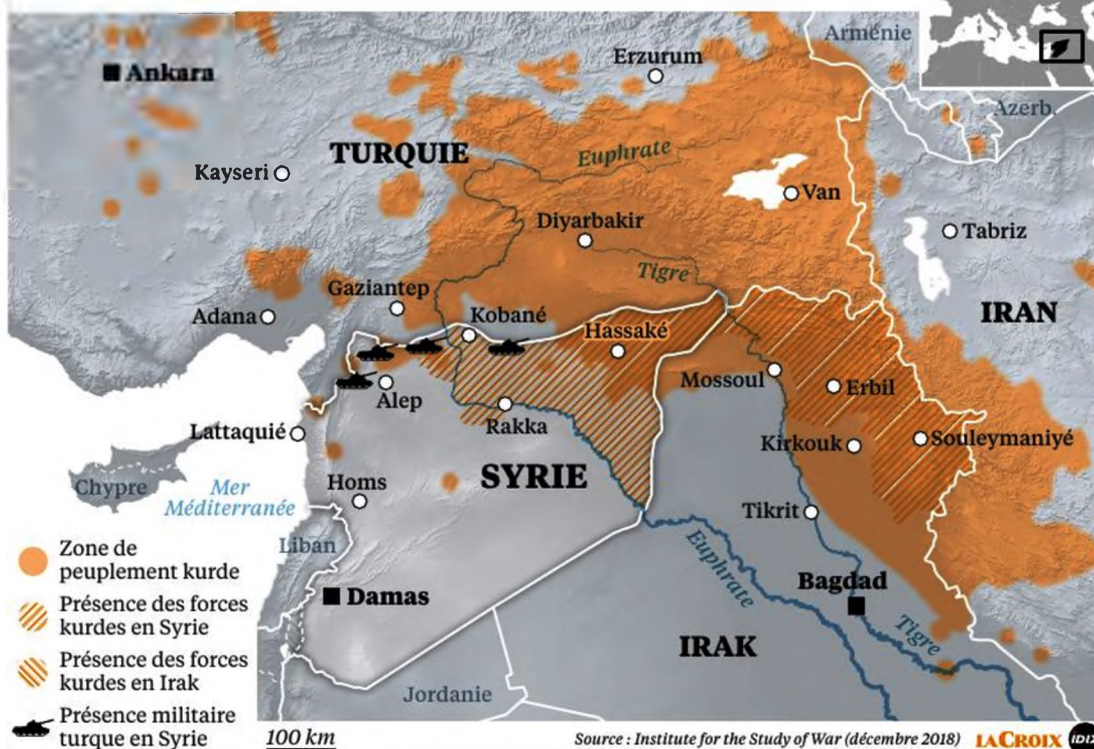 Arménie
Erzurum
Ankara
Azerb.
TURQUIE
Euphrate
Kayseri
Van
Diyarbakir
Tabriz
Tigre
Gaziantep
IRAN
Adana
Kobané
Hassaké
Mossoul
Erbil
Alep
Rakka
Lattaquié
Kirkouk
Souleymaniyé
SYRIE
Chypre
Mer
Méditerranée
Homs
Tikrit
Liban
Euphrate
Bagdad
Damas
Tigre
IRAK
Jordanie
Zone de
peuplement kurde
Présence des forces
kurdes en Syrie
Présence des forces
kurdes en Irak
Présence militaire
turque en Syrie
100 km
Source : Institute for the Study of War (décembre 2018)
LACROIX
IDIX